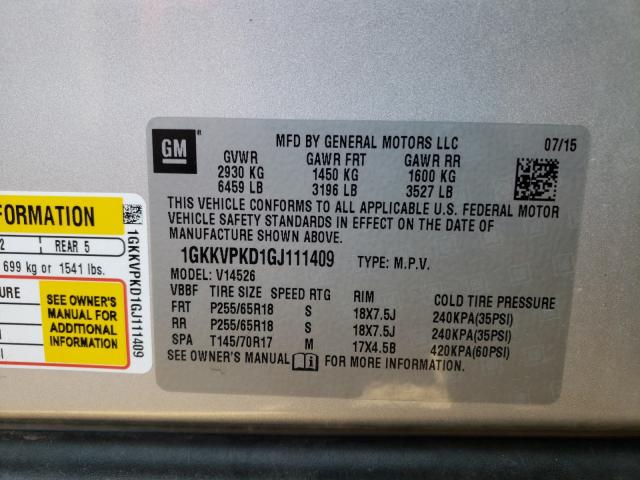 GM
®
MFD BY GENERAL MOTORS LLC 07/15
GVWR GAWR FRT GAWR RR
2930 KG 1450 KG 1600 KG
6459 LB 3196 LB 3527 LB
THIS VEHICLE CONFORMS TO ALL APPLICABLE U.S. FEDERAL MOTOR
VEHICLE SAFETY STANDARDS IN EFFECT ON THE DATE OF
MANUFACTURE SHOWN ABOVE.
1GKKVPKD1GJ111409 TYPE: M.P.V.
MODEL: V14526
VBBF TIRE SIZE SPEED RTG RIM COLD TIRE PRESSURE
FRT P255/65R18 S 18X7.5J 240KPA(35PSI)
RR P255/65R18 S 18X7.5J 240KPA(35PSI)
SPA T145/70R17 M 17X4.5B 420KPA(60PSI)
SEE OWNER'S MANUAL FOR MORE INFORMATION.
FORMATION
2 REAR 5
699 kg or 1541 lbs.
URE
SEE OWNER'S
MANUAL FOR
ADDITIONAL
INFORMATION
1GKKVPKD1GJ111409